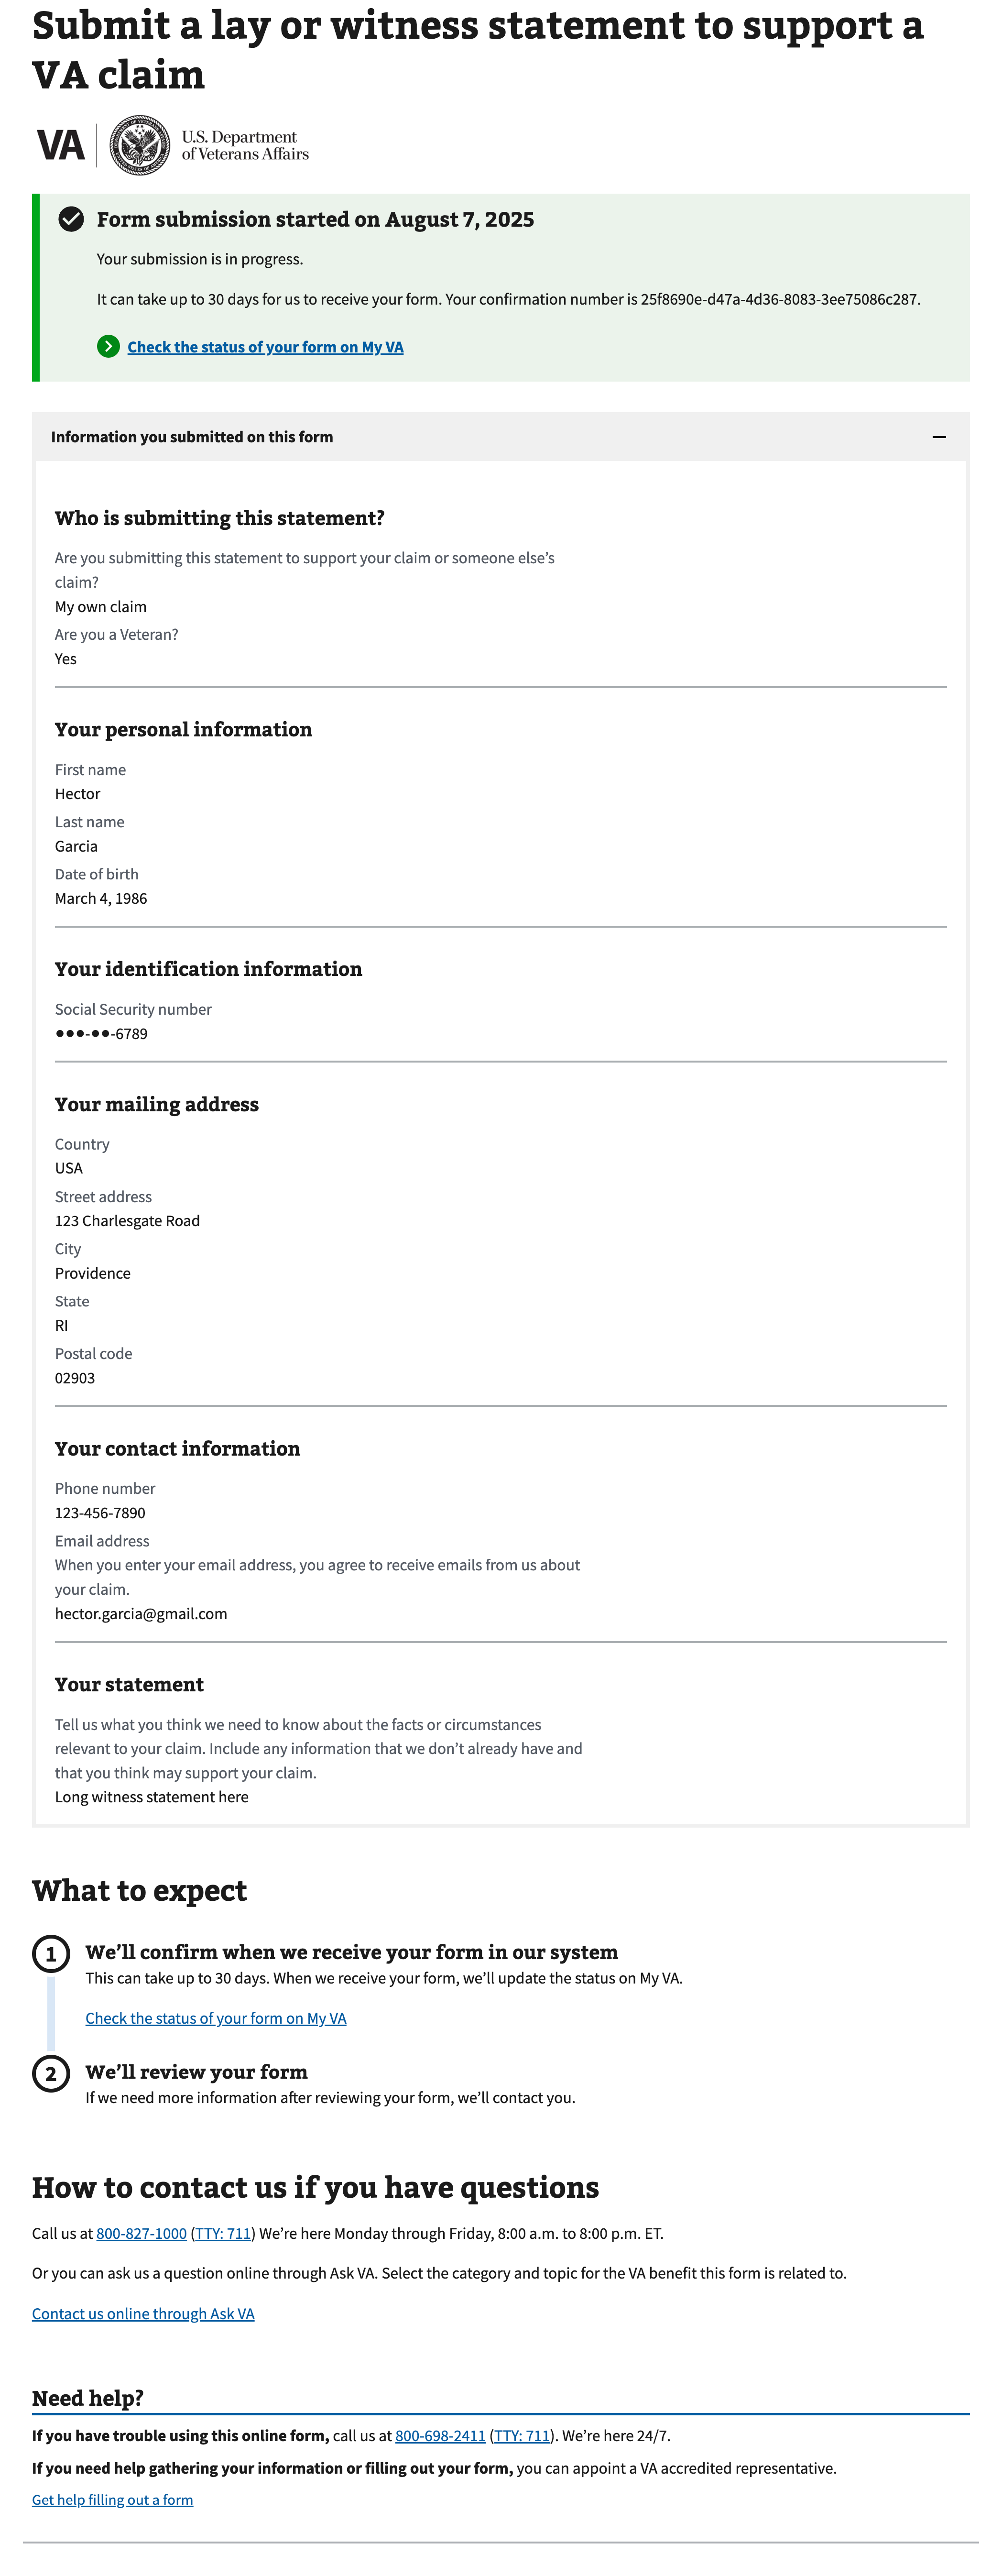 Submit a lay or witness statement to support a
VA claim
VA
U.S. Department
of Veterans Affairs
Form submission started on August 7, 2025
Your submission is in progress.
It can take up to 30 days for us to receive your form. Your confirmation number is 25f8690e-d47a-4d36-8083-3ee75086c287.
Check the status of your form on My VA
Information you submitted on this form
Who is submitting this statement?
Are you submitting this statement to support your claim or someone else’s
claim?
My own claim
Are you a Veteran?
Yes
Your personal information
First name
Hector
Last name
Garcia
Date of birth
March 4, 1986
Your identification information
Social Security number
●●●-●●-6789
Your mailing address
Country
USA
Street address
123 Charlesgate Road
City
Providence
State
RI
Postal code
02903
Your contact information
Phone number
123-456-7890
Email address
When you enter your email address, you agree to receive emails from us about
your claim.
hector.garcia@gmail.com
Your statement
Tell us what you think we need to know about the facts or circumstances
relevant to your claim. Include any information that we don’t already have and
that you think may support your claim.
Long witness statement here
What to expect
1
We’ll confirm when we receive your form in our system
This can take up to 30 days. When we receive your form, we’ll update the status on My VA.
Check the status of your form on My VA
2
We’ll review your form
If we need more information after reviewing your form, we’ll contact you.
How to contact us if you have questions
Call us at 800-827-1000 (TTY: 711) We’re here Monday through Friday, 8:00 a.m. to 8:00 p.m. ET.
Or you can ask us a question online through Ask VA. Select the category and topic for the VA benefit this form is related to.
Contact us online through Ask VA
Need help?
If you have trouble using this online form, call us at 800-698-2411 (TTY: 711). We’re here 24/7.
If you need help gathering your information or filling out your form, you can appoint a VA accredited representative.
Get help filling out a form